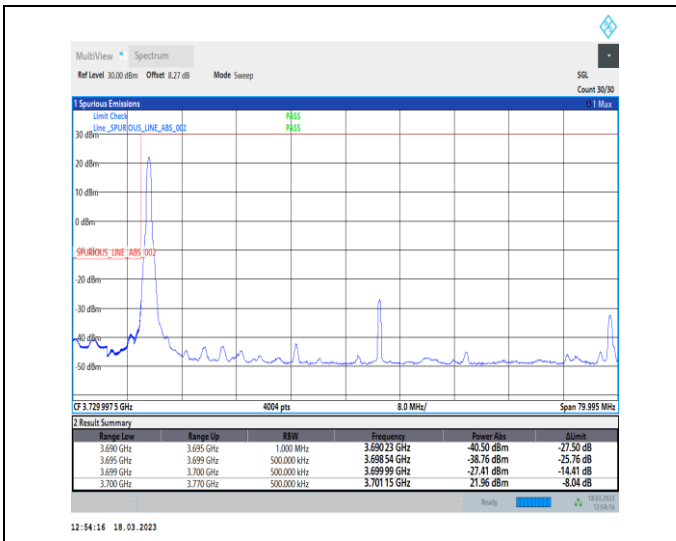 MultiView Spectrum
Ref Level 30.00 dBm Offset 8.27 dB Mode Sweep SGL
Count 30/30
1 Spurious Emissions 1 Max
Limit Check PASS
Line _SPURIOUS_LINE_ABS_002 PASS
30 dBm
20 dBm
10 dBm
0 dBm
_SPURIOUS_LINE_ABS_002
-20 dBm
-30 dBm
-40 dBm
-50 dBm
CF 3.729 997 5 GHz 4004 pts 8.0 MHz/ Span 79.995 MHz
2 Result Summary
Range Low Range Up RBW Frequency Power Abs ΔLimit
3.690 GHz 3.695 GHz 1.000 MHz 3.690 23 GHz -40.50 dBm -27.50 dB
3.695 GHz 3.699 GHz 500.000 kHz 3.698 54 GHz -38.76 dBm -25.76 dB
3.699 GHz 3.700 GHz 500.000 kHz 3.699 99 GHz -27.41 dBm -14.41 dB
3.700 GHz 3.770 GHz 500.000 kHz 3.701 15 GHz 21.96 dBm -8.04 dB
Ready 18.03.2023
12:54:16
12:54:16 18.03.2023